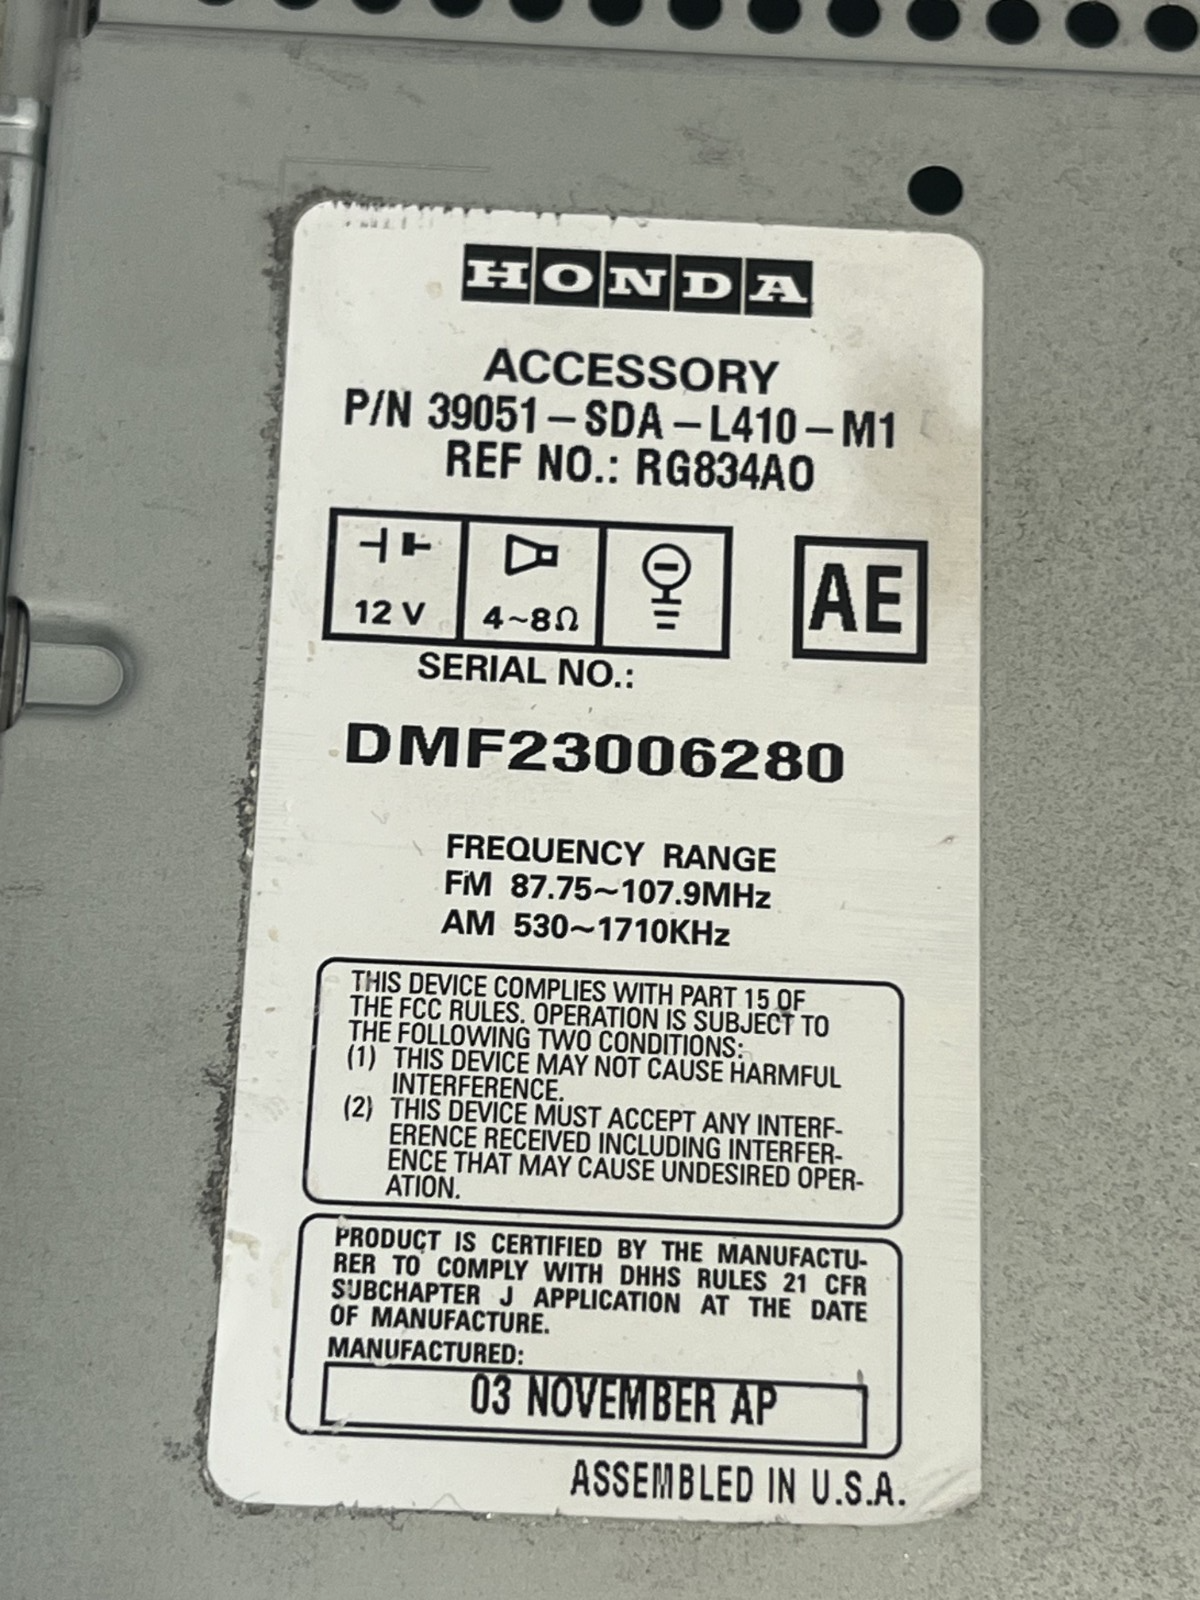 HONDA
ACCESSORY
P/N 39051-SDA-L410-M1
REF NO.: RG834A0
12 V
4~8Ω
AE
SERIAL NO.:
DMF23006280
FREQUENCY RANGE
FM 87.75~107.9MHz
AM 530~1710KHz
THIS DEVICE COMPLIES WITH PART 15 OF
THE FCC RULES. OPERATION IS SUBJECT TO
THE FOLLOWING TWO CONDITIONS:
(1) THIS DEVICE MAY NOT CAUSE HARMFUL
INTERFERENCE.
(2) THIS DEVICE MUST ACCEPT ANY INTERF-
ERENCE RECEIVED INCLUDING INTERFER-
ENCE THAT MAY CAUSE UNDESIRED OPER-
ATION.
PRODUCT IS CERTIFIED BY THE MANUFACTU-
RER TO COMPLY WITH DHHS RULES 21 CFR
SUBCHAPTER J APPLICATION AT THE DATE
OF MANUFACTURE.
MANUFACTURED:
03 NOVEMBER AP
ASSEMBLED IN U.S.A.